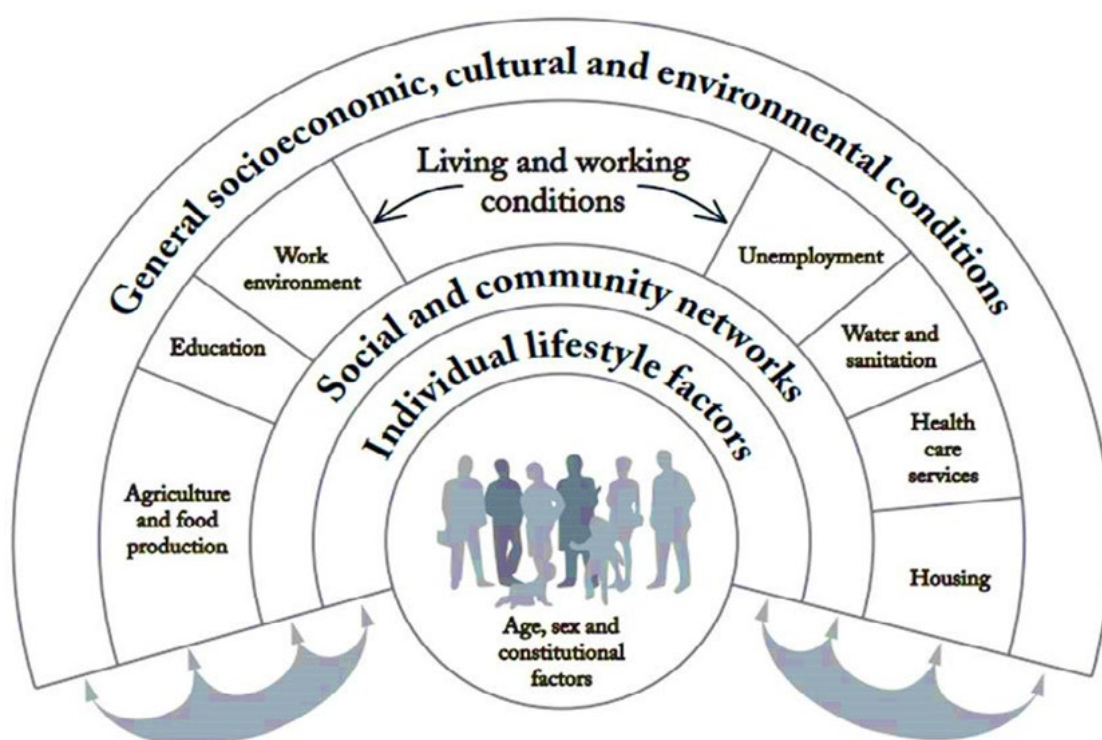 General socioeconomic, cultural and environmental conditions
Living and working
conditions
Work
environment
Unemployment
Education
Water and
sanitation
Agriculture
and food
production
Health
care
services
Housing
Social and community networks
Individual lifestyle factors
Age, sex and
constitutional
factors